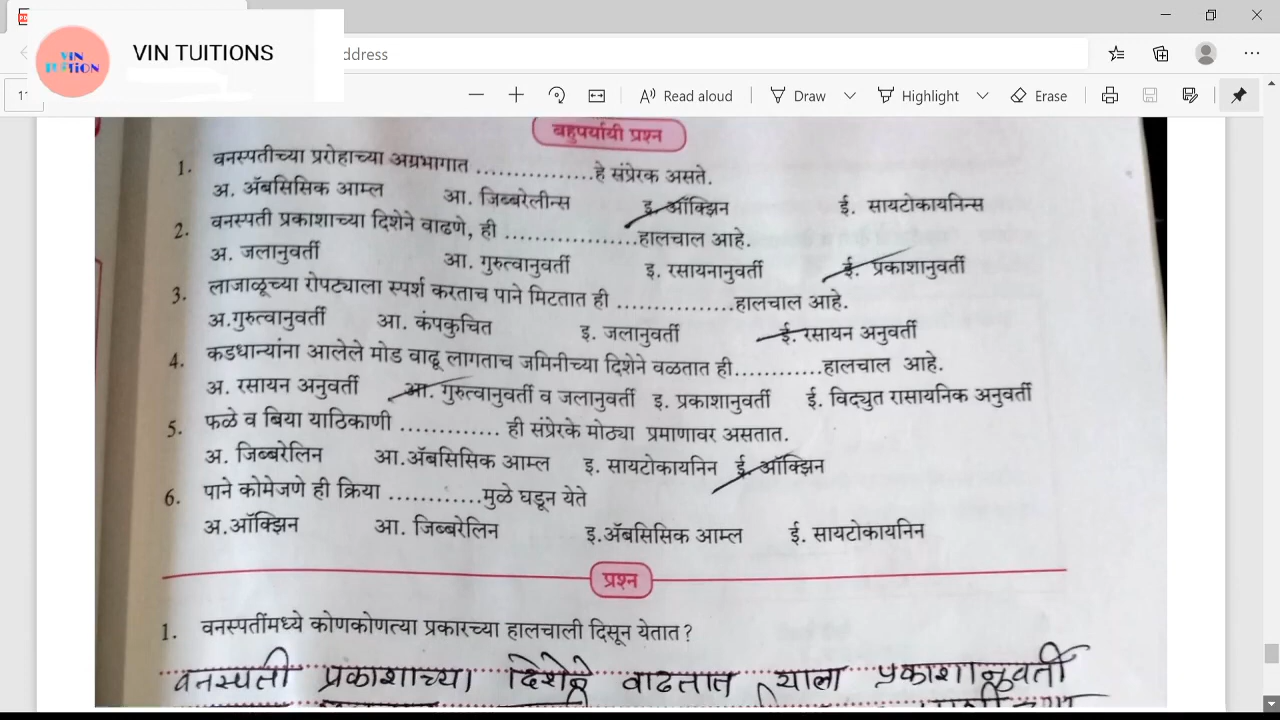 VIN TUITIONS
VIN
TUITION
ddress
Read aloud
Draw
Highlight
Erase
बहुपर्यायी प्रश्न
1. वनस्पतीच्या प्ररोहाच्या अग्रभागात ................हे संप्रेरक असते.
अ. ॲबसिसिक आम्ल आ. जिब्बरेलीन्स इ. ऑक्झिन ई. सायटोकायनिन्स
2. वनस्पती प्रकाशाच्या दिशेने वाढणे, ही ..................हालचाल आहे.
अ. जलानुवर्ती आ. गुरुत्वानुवर्ती इ. रसायनानुवर्ती ई. प्रकाशानुवर्ती
3. लाजाळूच्या रोपट्याला स्पर्श करताच पाने मिटतात ही ................हालचाल आहे.
अ.गुरुत्वानुवर्ती आ. कंपकुचित इ. जलानुवर्ती ई. रसायन अनुवर्ती
4. कडधान्यांना आलेले मोड वाढू लागताच जमिनीच्या दिशेने वळतात ही............हालचाल आहे.
अ. रसायन अनुवर्ती आ. गुरुत्वानुवर्ती व जलानुवर्ती इ. प्रकाशानुवर्ती ई. विद्युत रासायनिक अनुवर्ती
5. फळे व बिया याठिकाणी ............. ही संप्रेरके मोठ्या प्रमाणावर असतात.
अ. जिब्बरेलिन आ.ॲबसिसिक आम्ल इ. सायटोकायनिन ई. ऑक्झिन
6. पाने कोमेजणे ही क्रिया ............मुळे घडून येते
अ.ऑक्झिन आ. जिब्बरेलिन इ.ॲबसिसिक आम्ल ई. सायटोकायनिन
प्रश्न
1. वनस्पतींमध्ये कोणकोणत्या प्रकारच्या हालचाली दिसून येतात?
वनस्पती प्रकाशाच्या दिशेने वाढतात याला प्रकाशानुवर्ती